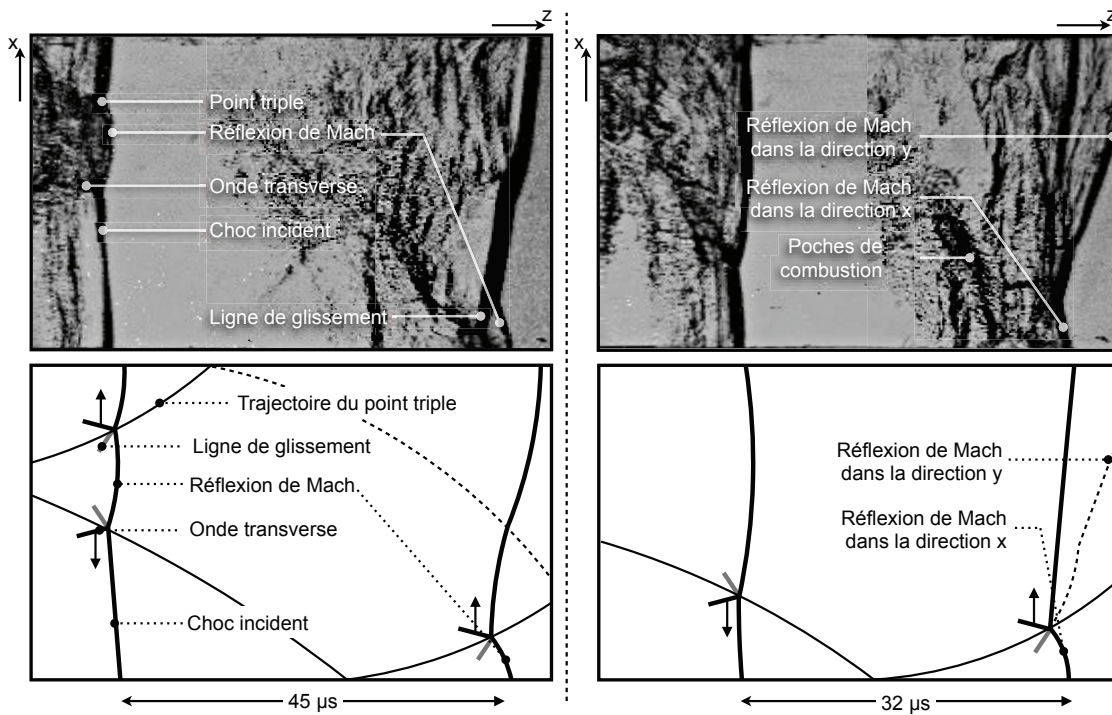 z
x
Point triple
Réflexion de Mach
Onde transverse
Choc incident
Ligne de glissement
z
x
Réflexion de Mach
dans la direction y
Réflexion de Mach
dans la direction x
Poches de
combustion
Trajectoire du point triple
Ligne de glissement
Réflexion de Mach
Onde transverse
Choc incident
45 µs
Réflexion de Mach
dans la direction y
Réflexion de Mach
dans la direction x
32 µs